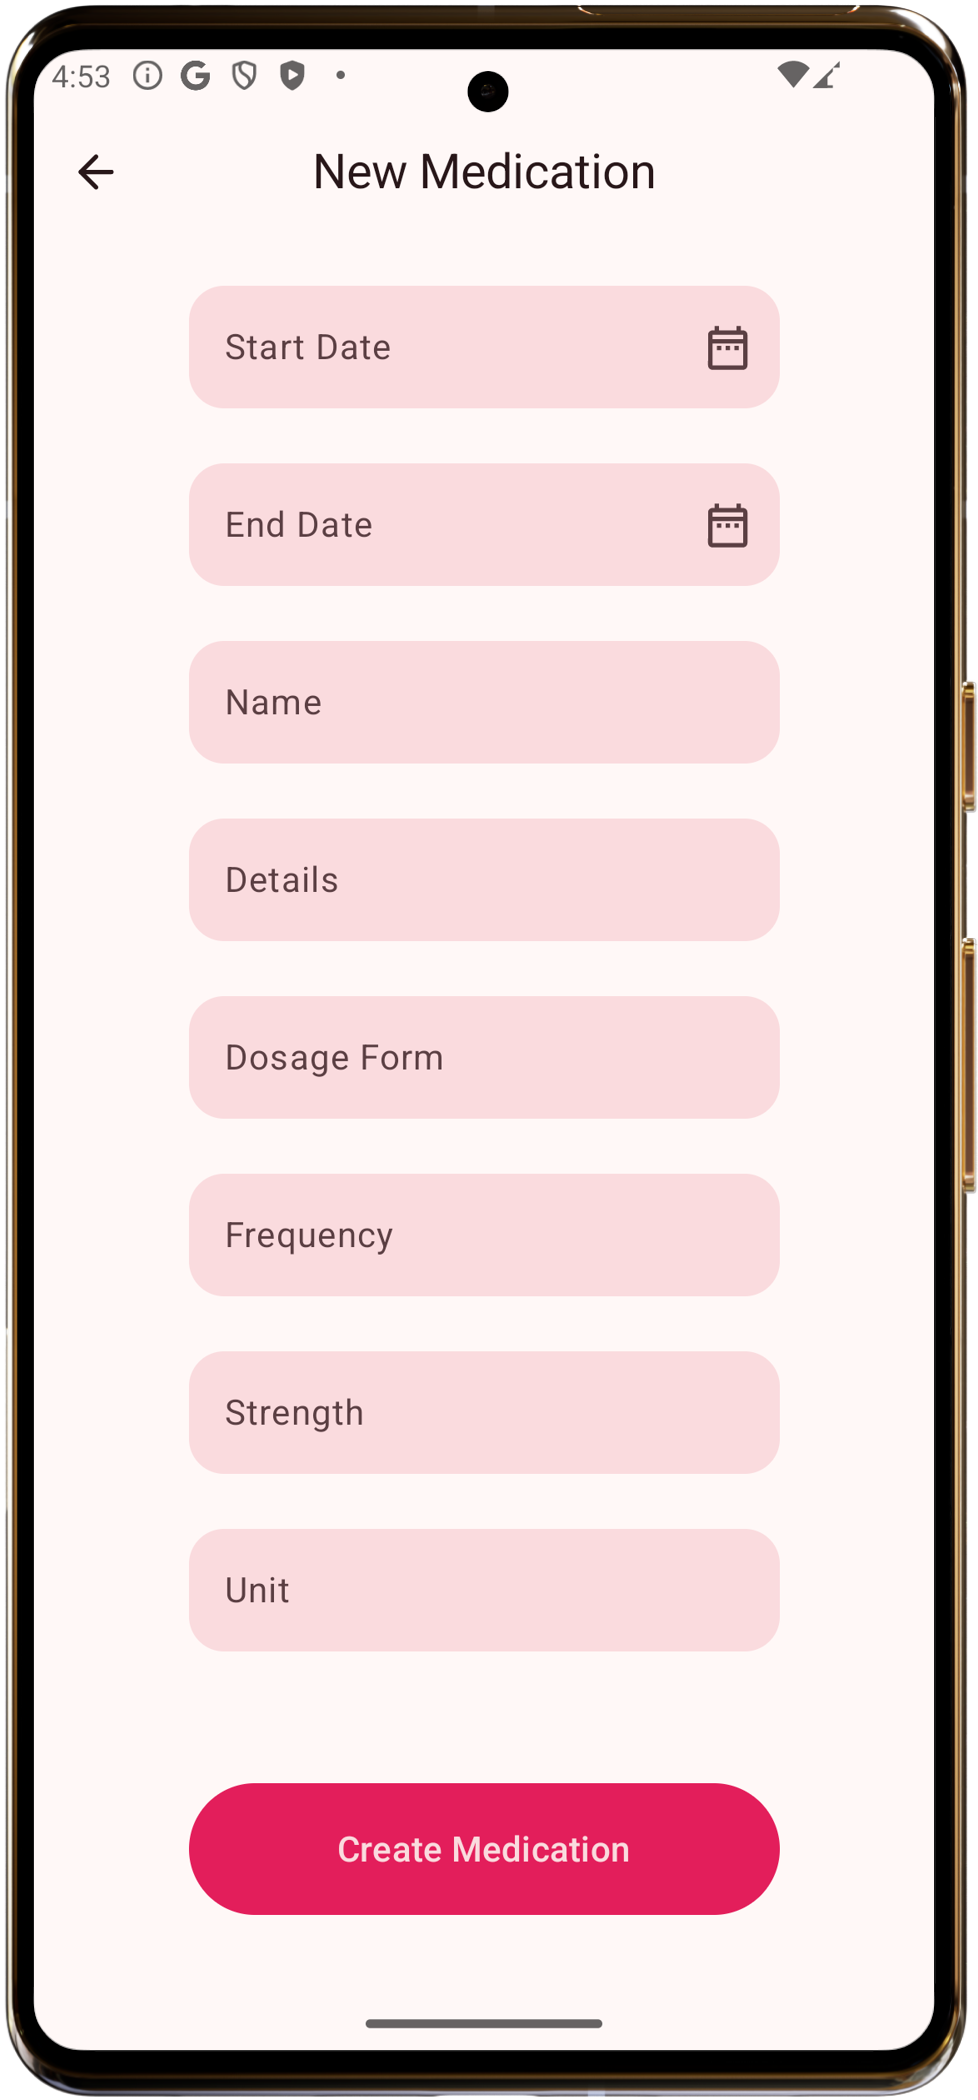 4:53
New Medication
Start Date
End Date
Name
Details
Dosage Form
Frequency
Strength
Unit
Create Medication